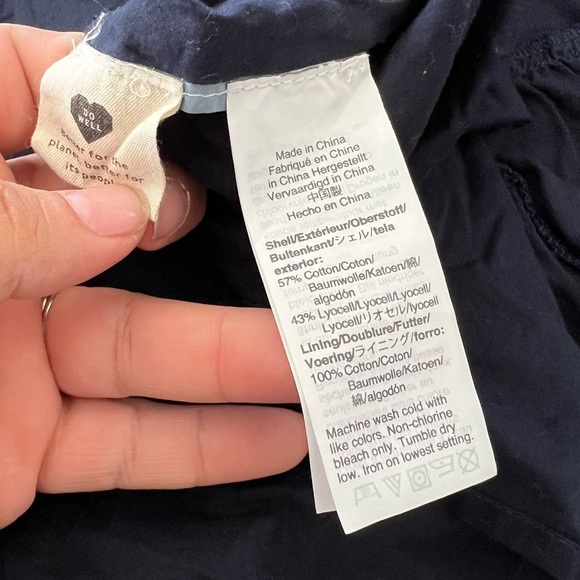 DO
WELL
better for the
planet, better for
its people
Made in China
Fabriqué en Chine
in China Hergestellt
Vervaardigd in China
中国製
Hecho en China
Shell/Extérieur/Oberstoff/
Buitenkant/シェル/tela
exterior:
57% Cotton/Coton/
Baumwolle/Katoen/綿/
algodón
43% Lyocell/Lyocell/Lyocell/
Lyocell/リオセル/lyocell
Lining/Doublure/Futter/
Voering/ライニング/forro:
100% Cotton/Coton/
Baumwolle/Katoen/
綿/algodón
Machine wash cold with
like colors. Non-chlorine
bleach only. Tumble dry
low. Iron on lowest setting.